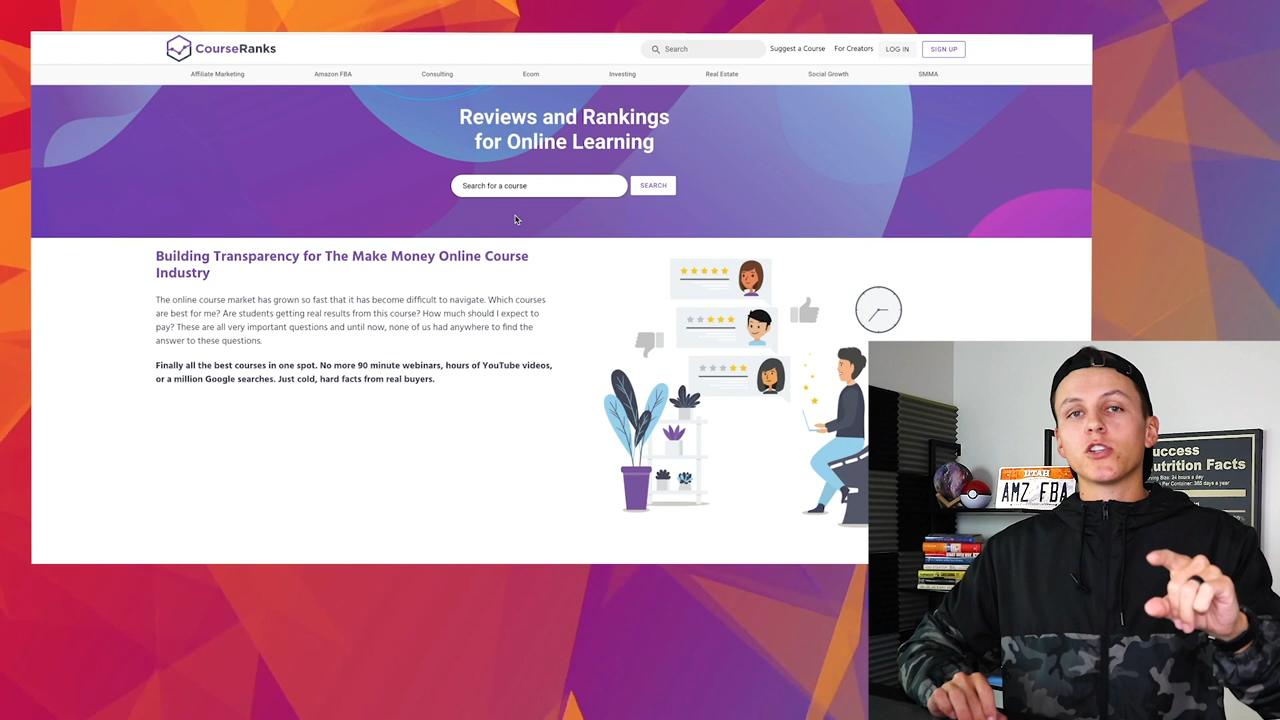 CourseRanks
Search
Suggest a Course
For Creators
LOG IN
SIGN UP
Affiliate Marketing
Amazon FBA
Consulting
Ecom
Investing
Real Estate
Social Growth
SMMA
Reviews and Rankings
for Online Learning
Search for a course
SEARCH
Building Transparency for The Make Money Online Course
Industry
The online course market has grown so fast that it has become difficult to navigate. Which courses
are best for me? Are students getting real results from this course? How much should I expect to
pay? These are all very important questions and until now, none of us had anywhere to find the
answer to these questions.
Finally all the best courses in one spot. No more 90 minute webinars, hours of YouTube videos,
or a million Google searches. Just cold, hard facts from real buyers.
uccess
utrition Facts
UTAH
AMZ FBA